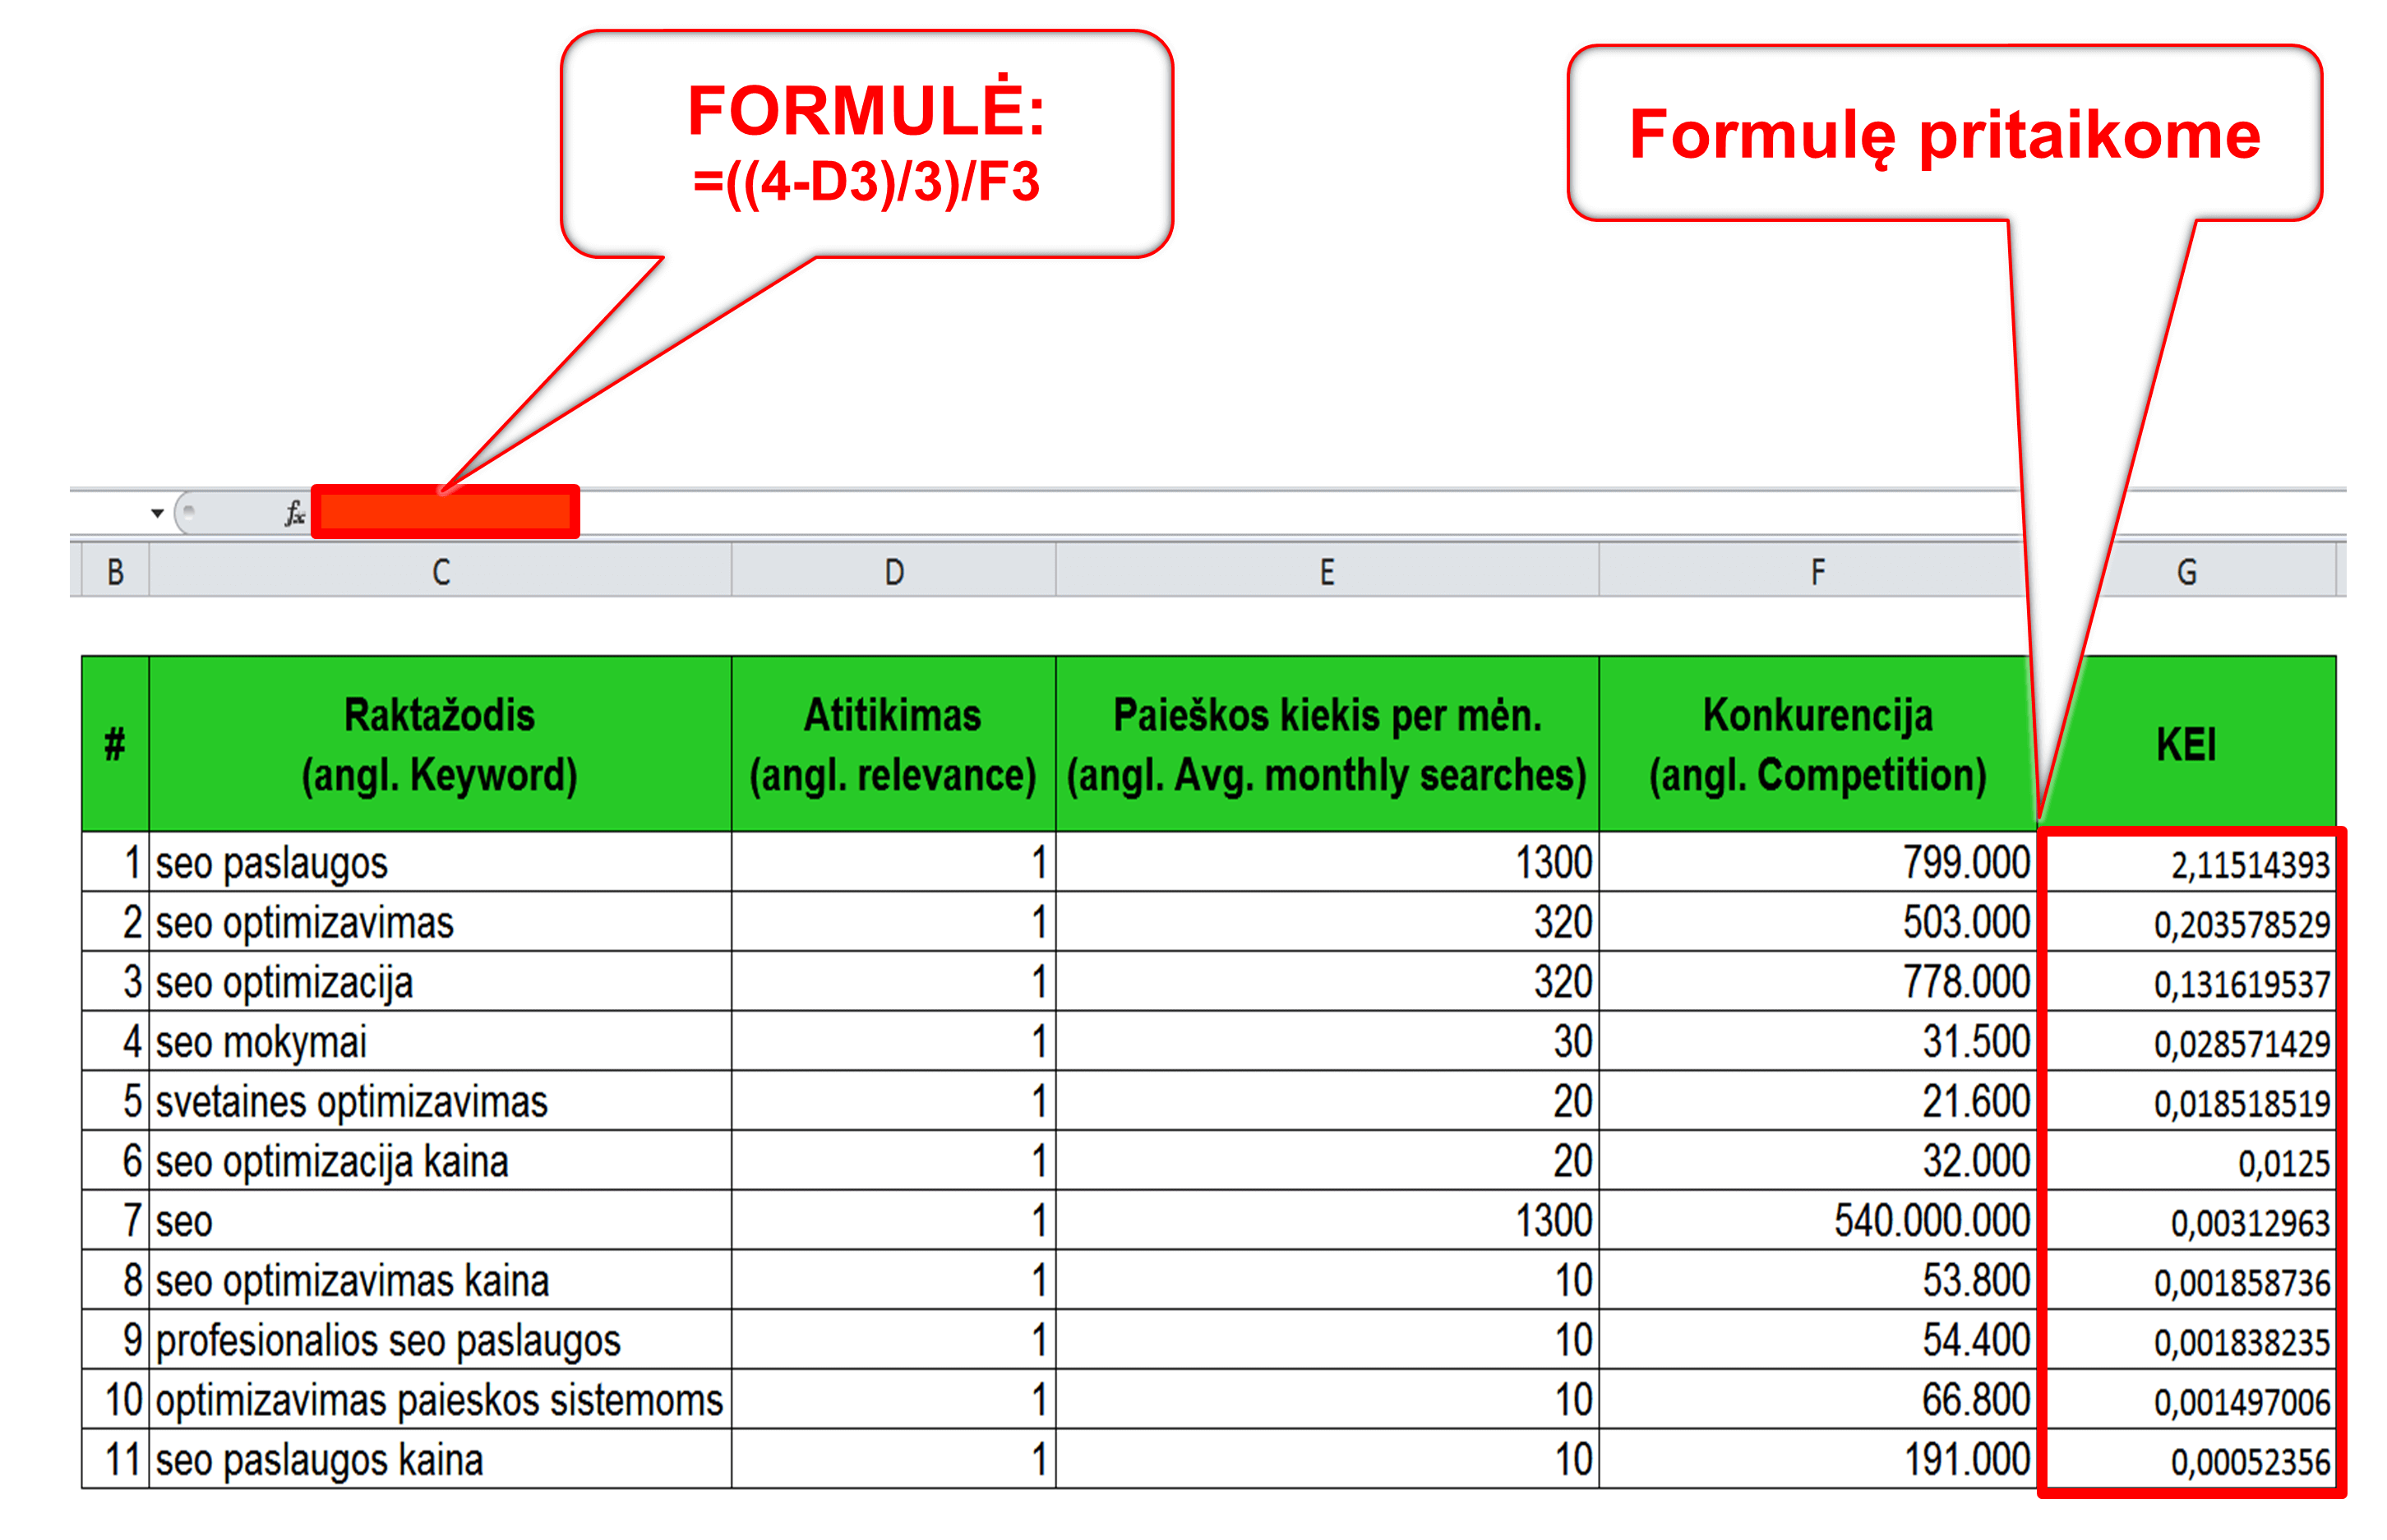 FORMULĖ:
=((4-D3)/3)/F3
Formulę pritaikome
fx
B C D E F G
# Raktažodis (angl. Keyword) Atitikimas (angl. relevance) Paieškos kiekis per mėn. (angl. Avg. monthly searches) Konkurencija (angl. Competition) KEI
1 seo paslaugos 1 1300 799.000 2,11514393
2 seo optimizavimas 1 320 503.000 0,203578529
3 seo optimizacija 1 320 778.000 0,131619537
4 seo mokymai 1 30 31.500 0,028571429
5 svetaines optimizavimas 1 20 21.600 0,018518519
6 seo optimizacija kaina 1 20 32.000 0,0125
7 seo 1 1300 540.000.000 0,00312963
8 seo optimizavimas kaina 1 10 53.800 0,001858736
9 profesionalios seo paslaugos 1 10 54.400 0,001838235
10 optimizavimas paieskos sistemoms 1 10 66.800 0,001497006
11 seo paslaugos kaina 1 10 191.000 0,00052356